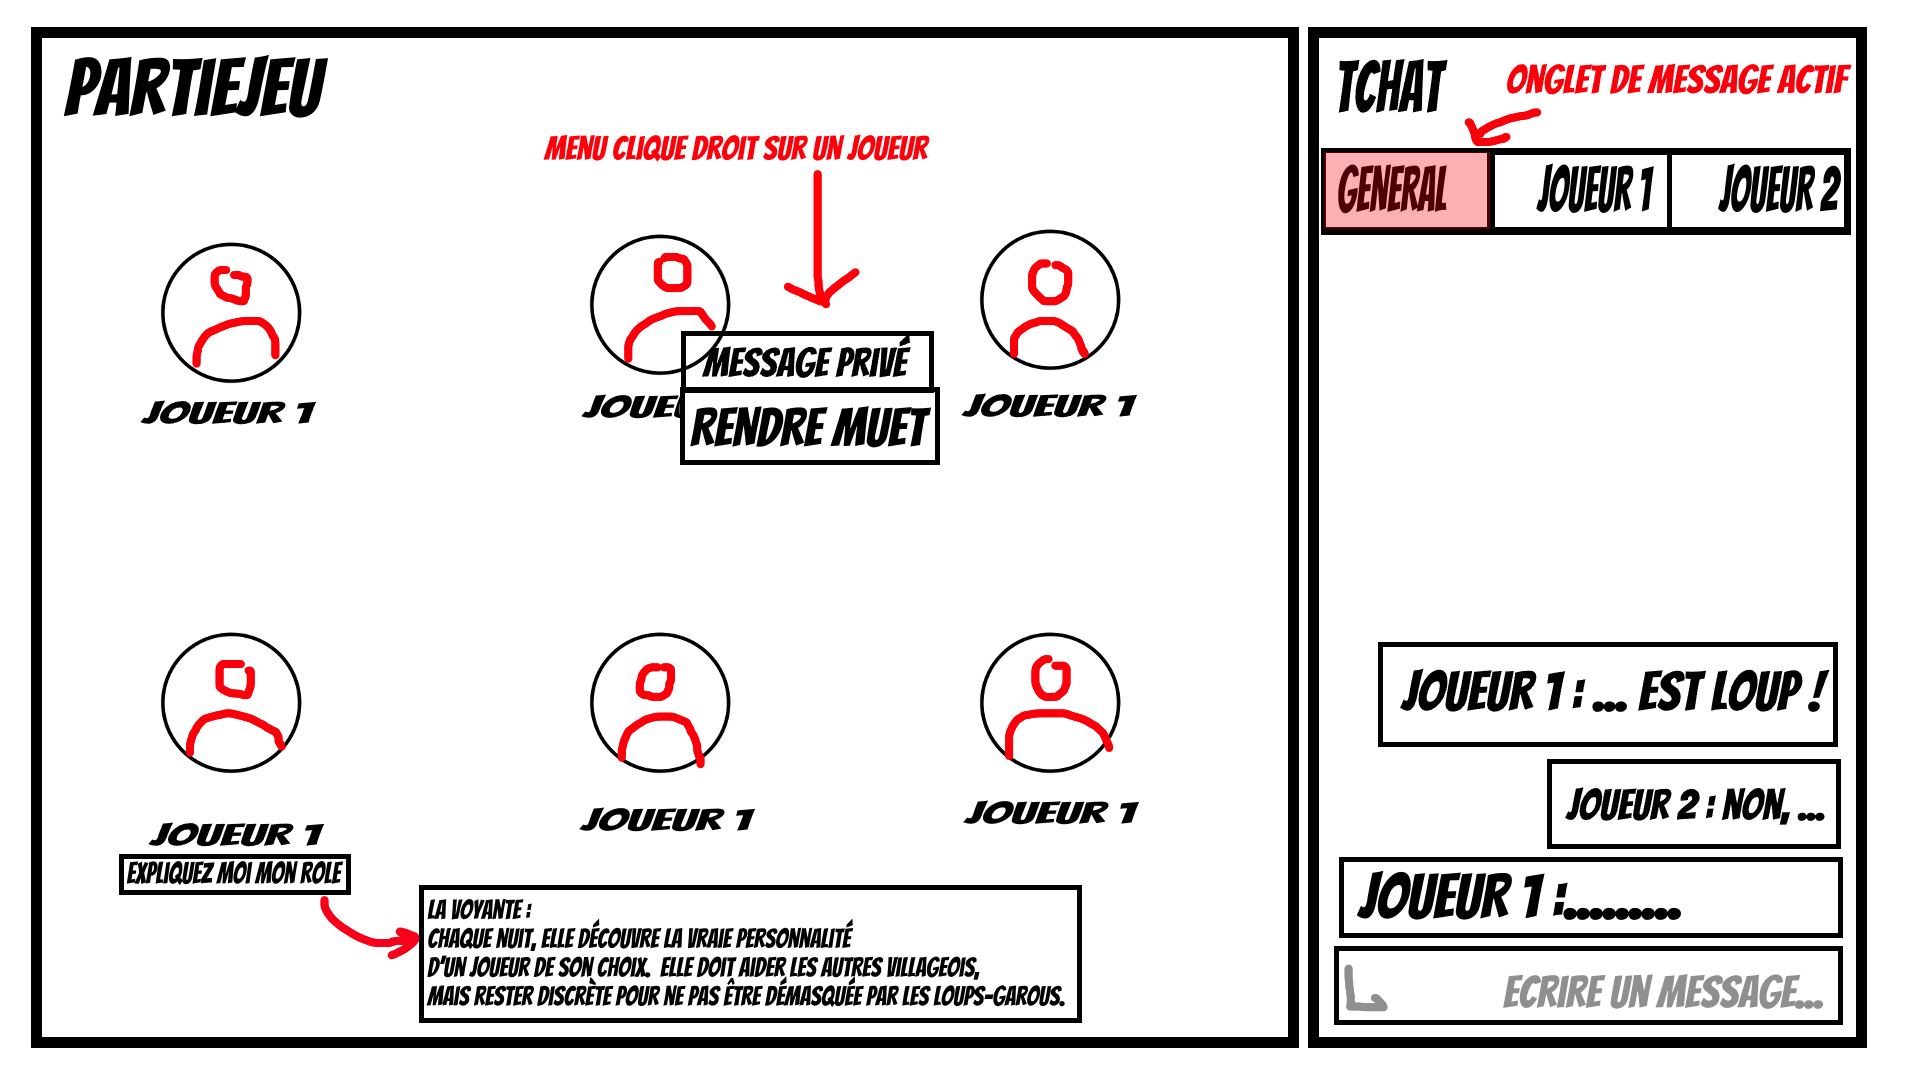 PARTIEJEU
MENU CLIQUE DROIT SUR UN JOUEUR
JOUEUR 1
JOUE
MESSAGE PRIVÉ
RENDRE MUET
JOUEUR 1
JOUEUR 1
JOUEUR 1
JOUEUR 1
EXPLIQUEZ MOI MON ROLE
LA VOYANTE :
CHAQUE NUIT, ELLE DÉCOUVRE LA VRAIE PERSONNALITÉ
D'UN JOUEUR DE SON CHOIX. ELLE DOIT AIDER LES AUTRES VILLAGEOIS,
MAIS RESTER DISCRÈTE POUR NE PAS ÊTRE DÉMASQUÉE PAR LES LOUPS-GAROUS.
TCHAT
ONGLET DE MESSAGE ACTIF
GENERAL
JOUEUR 1
JOUEUR 2
JOUEUR 1 : ... EST LOUP !
JOUEUR 2 : NON, ...
JOUEUR 1 :.........
ECRIRE UN MESSAGE...